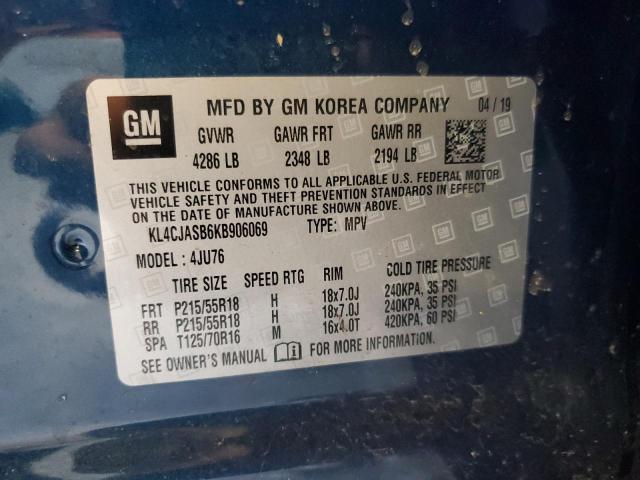 GM MFD BY GM KOREA COMPANY 04 / 19
GVWR GAWR FRT GAWR RR
4286 LB 2348 LB 2194 LB
THIS VEHICLE CONFORMS TO ALL APPLICABLE U.S. FEDERAL MOTOR
VEHICLE SAFETY AND THEFT PREVENTION STANDARDS IN EFFECT
ON THE DATE OF MANUFACTURE SHOWN ABOVE.
KL4CJASB6KB906069 TYPE: MPV
MODEL: 4JU76
TIRE SIZE SPEED RTG RIM COLD TIRE PRESSURE
FRT P215/55R18 H 18x7.0J 240KPA, 35 PSI
RR P215/55R18 H 18x7.0J 240KPA, 35 PSI
SPA T125/70R16 M 16x4.0T 420KPA, 60 PSI
SEE OWNER'S MANUAL FOR MORE INFORMATION.